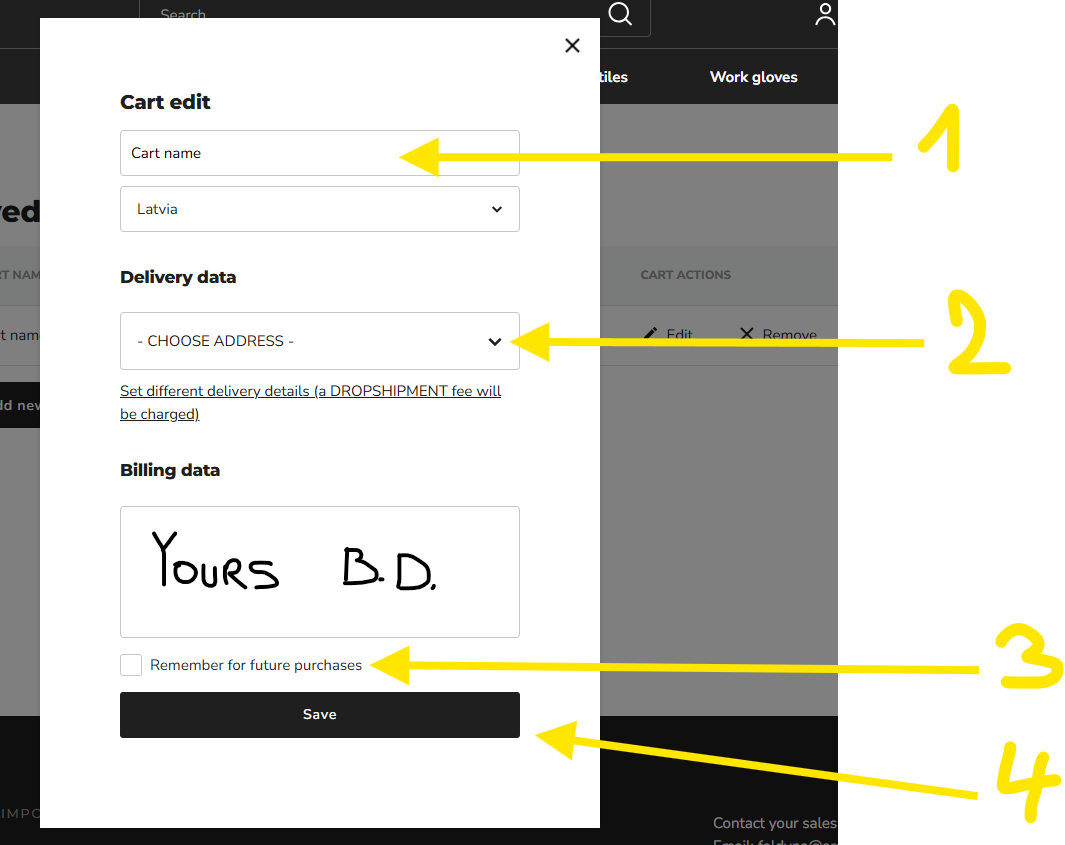 Search
tiles
Work gloves
Cart edit
1
Cart name
Latvia
Delivery data
CART ACTIONS
- CHOOSE ADDRESS -
Edit
Remove
2
Set different delivery details (a DROPSHIPMENT fee will
be charged)
Billing data
YOURS B.D.
Remember for future purchases
3
Save
4
Contact your sales